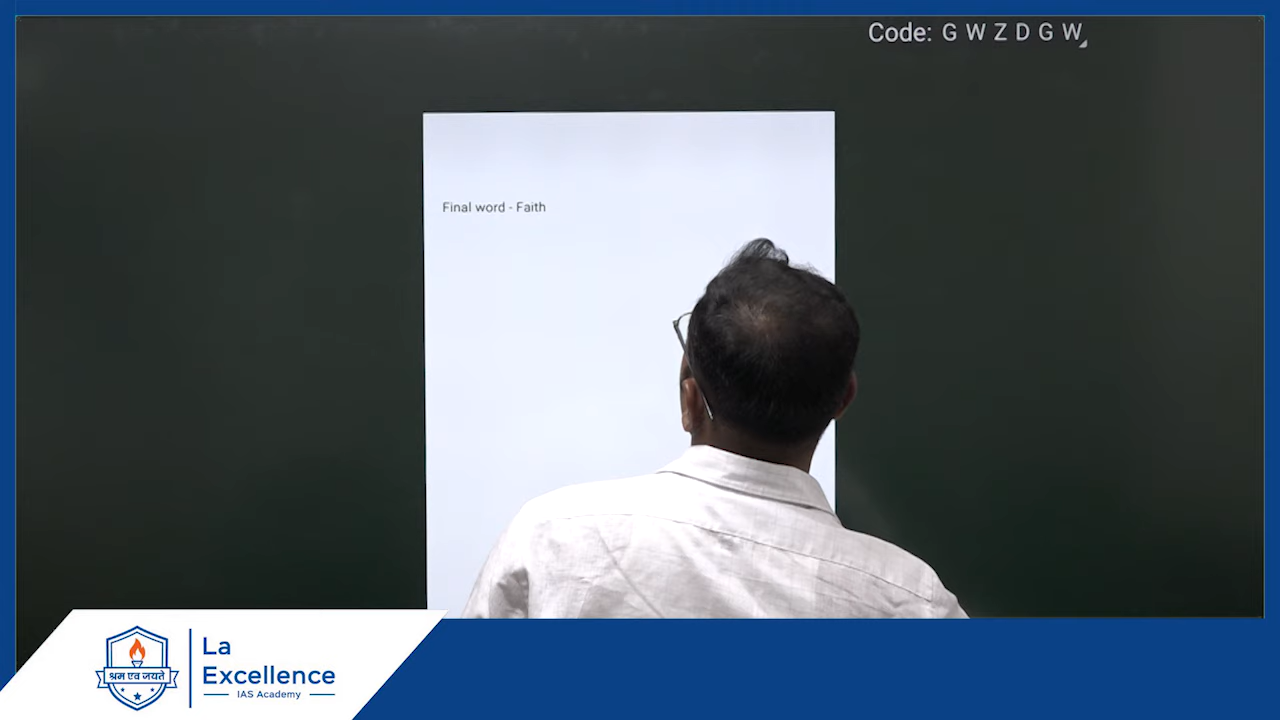 Code: G W Z D G W
Final word - Faith
श्रम एव जयते
La
Excellence
IAS Academy